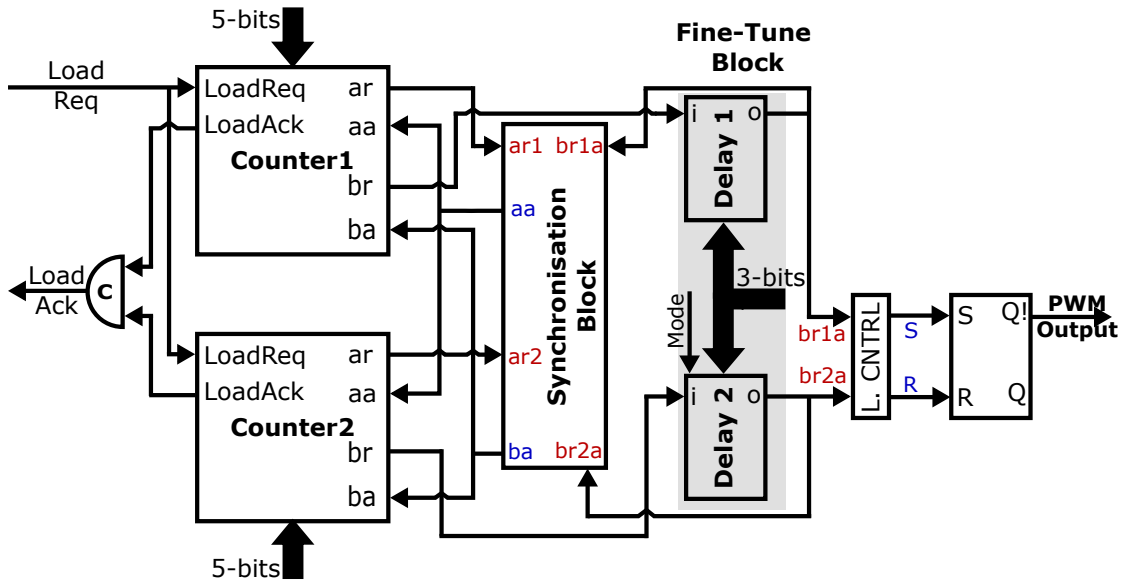 5-bits
Load
Req
LoadReq
LoadAck
Counter1
ar
aa
br
ba
Load
Ack
C
LoadReq
LoadAck
Counter2
ar
aa
br
ba
5-bits
ar1
br1a
aa
Synchronisation
Block
ar2
ba
br2a
Fine-Tune
Block
i
o
Delay 1
3-bits
Mode
i
o
Delay 2
br1a
br2a
L. CNTRL
S
R
S
Q!
R
Q
PWM
Output